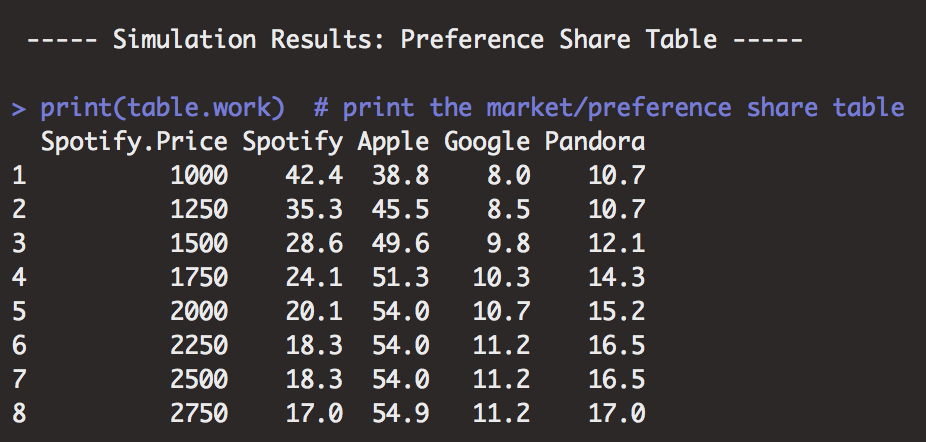 ----- Simulation Results: Preference Share Table -----
> print(table.work)  # print the market/preference share table
  Spotify.Price Spotify Apple Google Pandora
1          1000    42.4  38.8    8.0    10.7
2          1250    35.3  45.5    8.5    10.7
3          1500    28.6  49.6    9.8    12.1
4          1750    24.1  51.3   10.3    14.3
5          2000    20.1  54.0   10.7    15.2
6          2250    18.3  54.0   11.2    16.5
7          2500    18.3  54.0   11.2    16.5
8          2750    17.0  54.9   11.2    17.0